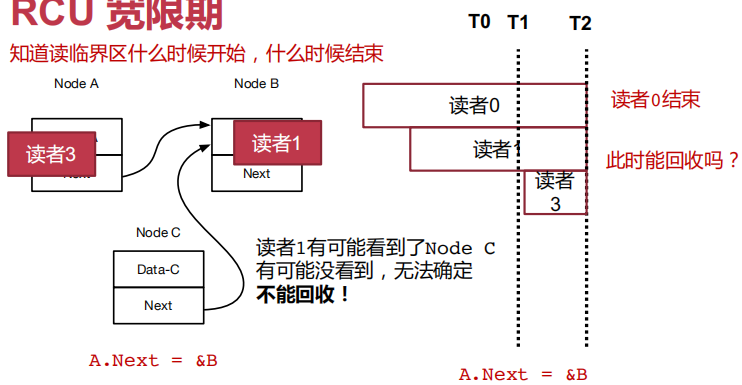 RCU 宽限期
知道读临界区什么时候开始，什么时候结束
Node A
Node B
读者3
读者1
Next
Node C
Data-C
Next
读者1有可能看到了Node C
有可能没看到，无法确定
不能回收！
A.Next = &B
T0 T1 T2
读者0
读者0结束
读者1
此时能回收吗？
读者
3
A.Next = &B